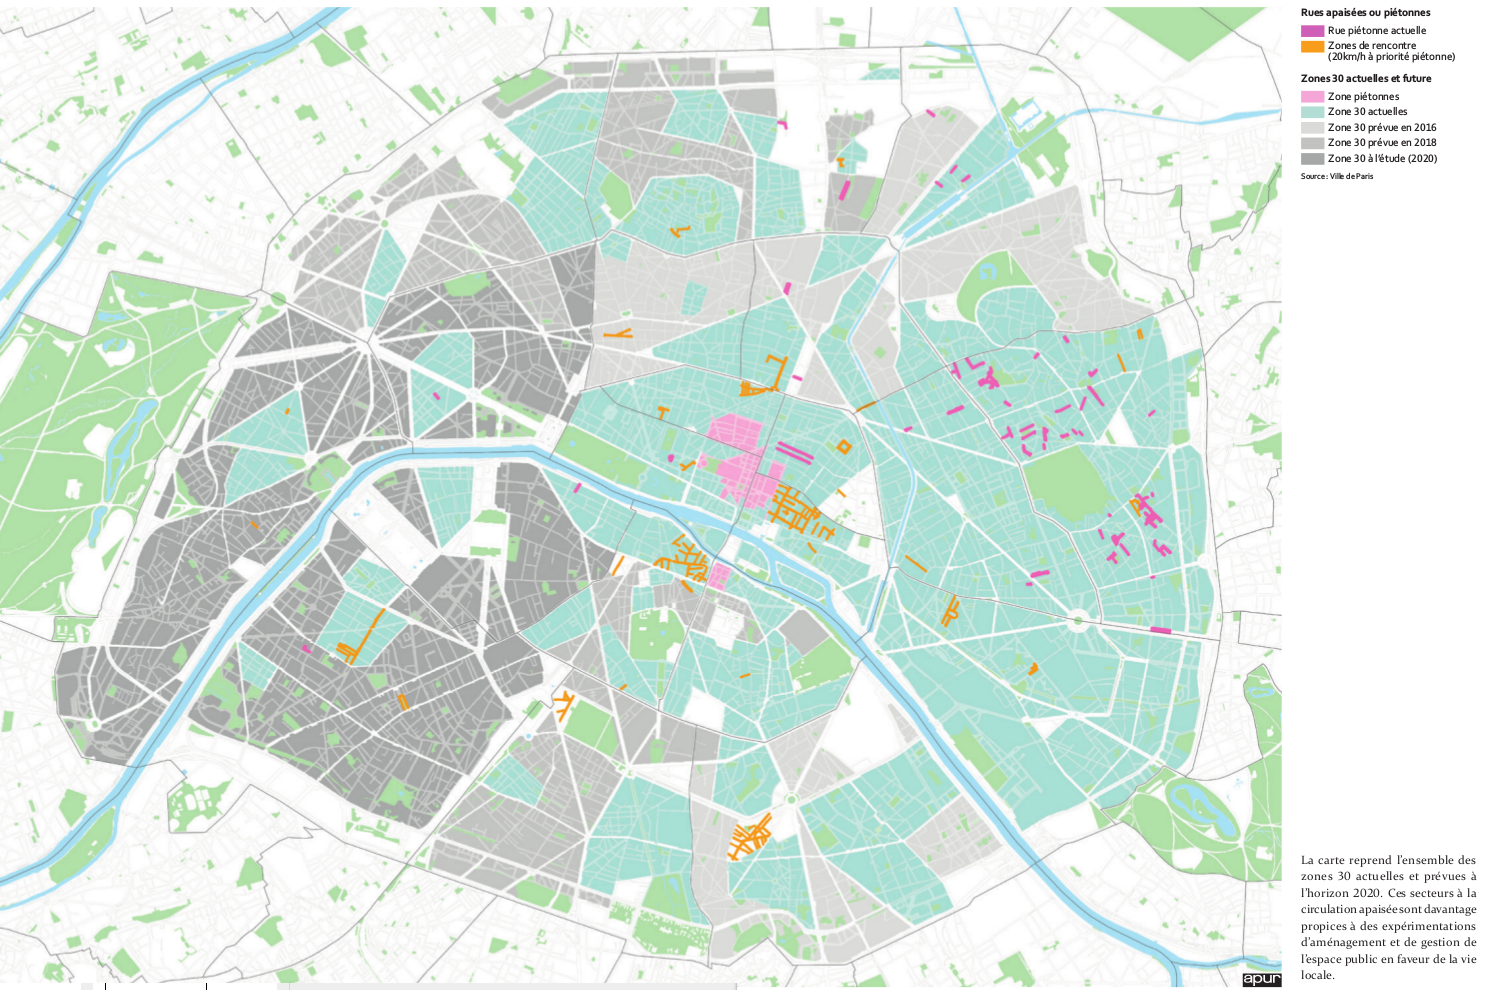 Rues apaisées ou piétonnes
Rue piétonne actuelle
Zones de rencontre
(20km/h à priorité piétonne)
Zones 30 actuelles et future
Zone piétonnes
Zone 30 actuelles
Zone 30 prévue en 2016
Zone 30 prévue en 2018
Zone 30 à l'étude (2020)
Source : Ville de Paris
La carte reprend l'ensemble des
zones 30 actuelles et prévues à
l'horizon 2020. Ces secteurs à la
circulation apaisée sont davantage
propices à des expérimentations
d'aménagement et de gestion de
l'espace public en faveur de la vie
locale.
apur